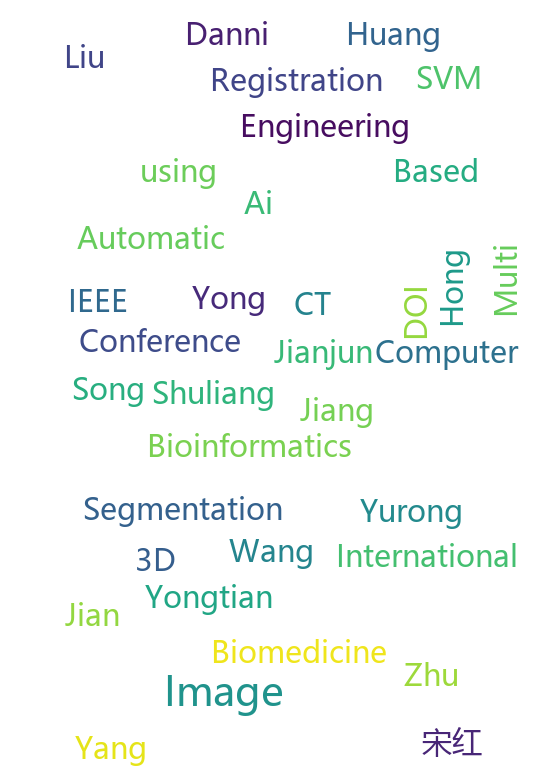 Danni Huang
Liu
Registration SVM
Engineering
using Based
Ai
Automatic
IEEE Yong CT DOI Hong Multi
Conference Jianjun Computer
Song Shuliang Jiang
Bioinformatics
Segmentation Yurong
3D Wang International
Yongtian
Jian
Biomedicine
Image Zhu
Yang 宋红